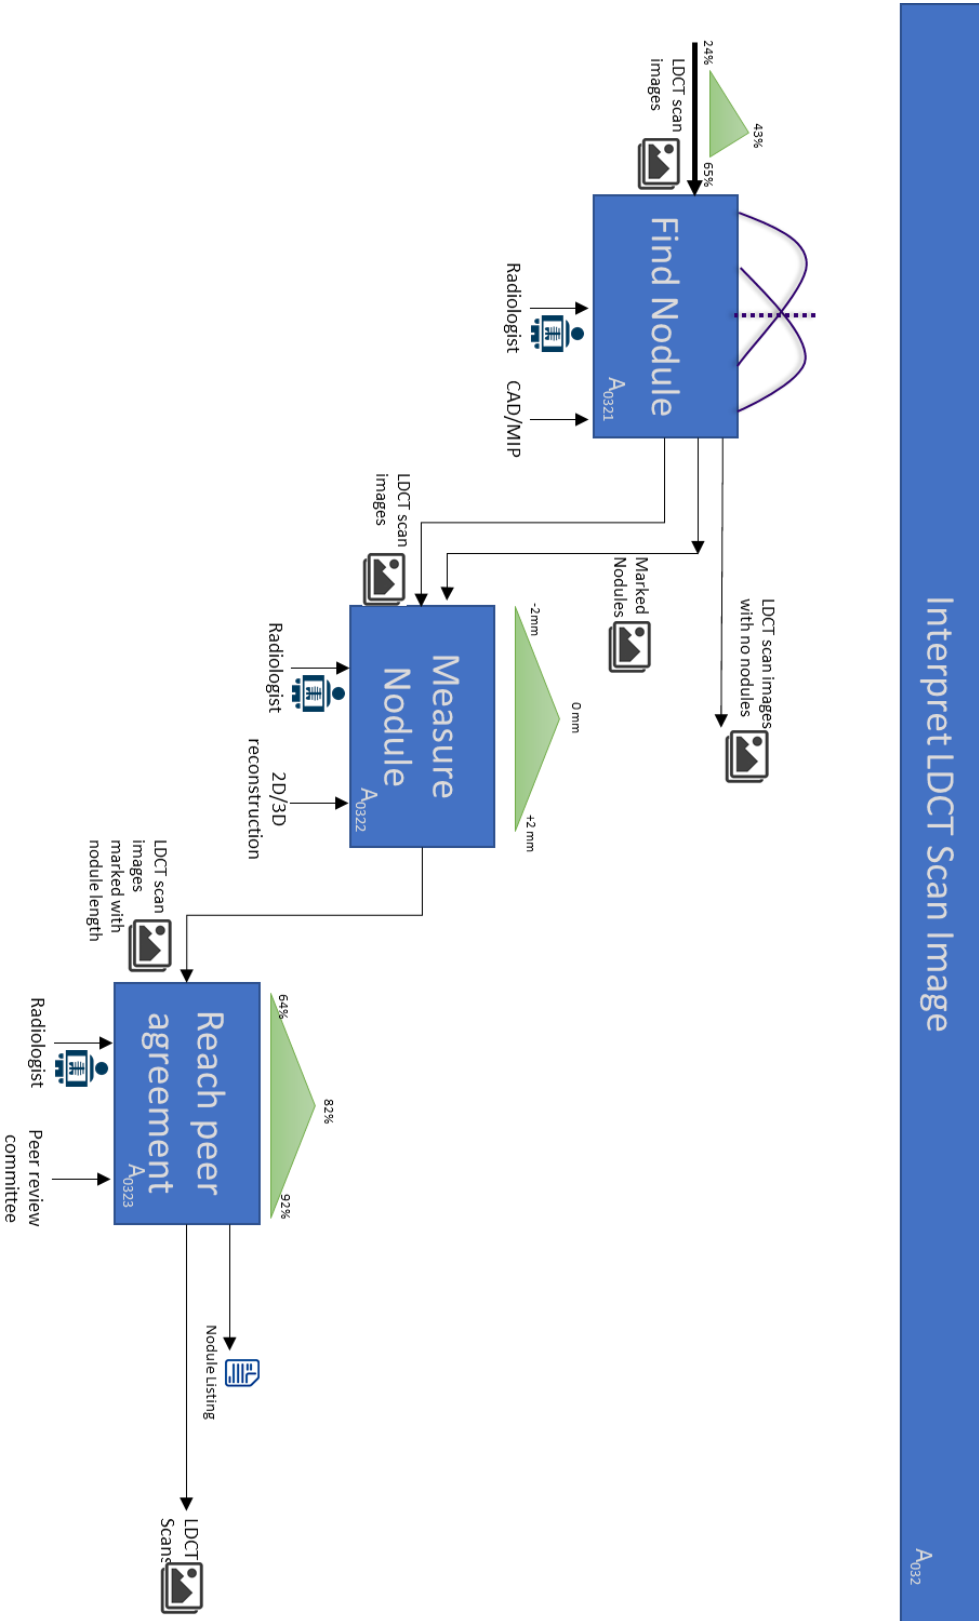 Interpret LDCT Scan Image
A032
24%
43%
65%
LDCT scan
images
Find Nodule
A0321
Radiologist
CAD/MIP
LDCT scan images
with no nodules
Marked
Nodules
LDCT scan
images
-2mm
0 mm
+2 mm
Measure
Nodule
A0322
Radiologist
2D/3D
reconstruction
LDCT scan
images
marked with
nodule length
64%
82%
92%
Reach peer
agreement
A0323
Radiologist
Peer review
committee
Nodule Listing
LDCT
Scans